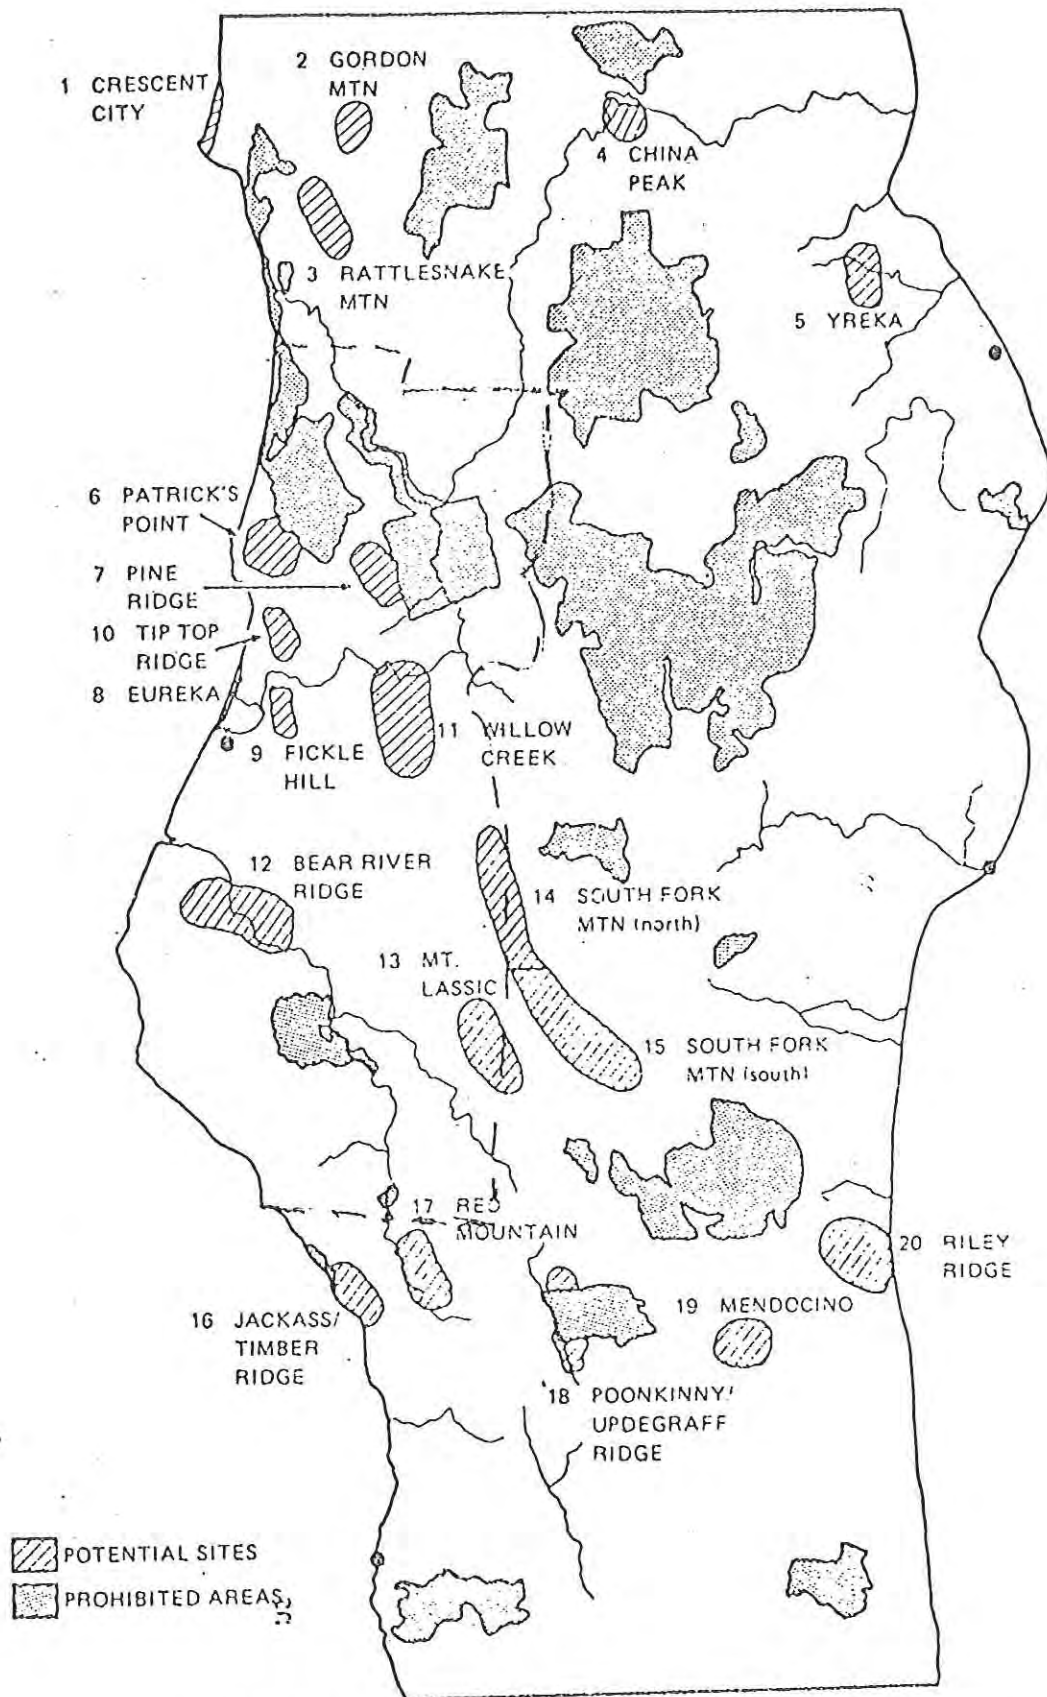 1 CRESCENT
CITY
2 GORDON
MTN
3 RATTLESNAKE
MTN
4 CHINA
PEAK
5 YREKA
6 PATRICK'S
POINT
7 PINE
RIDGE
10 TIP TOP
RIDGE
8 EUREKA
9 FICKLE
HILL
11 WILLOW
CREEK
12 BEAR RIVER
RIDGE
14 SOUTH FORK
MTN (north)
13 MT.
LASSIC
15 SOUTH FORK
MTN (south)
17 RED
MOUNTAIN
20 RILEY
RIDGE
16 JACKASS/
TIMBER
RIDGE
19 MENDOCINO
18 POONKINNY/
UPDEGRAFF
RIDGE
POTENTIAL SITES
PROHIBITED AREAS